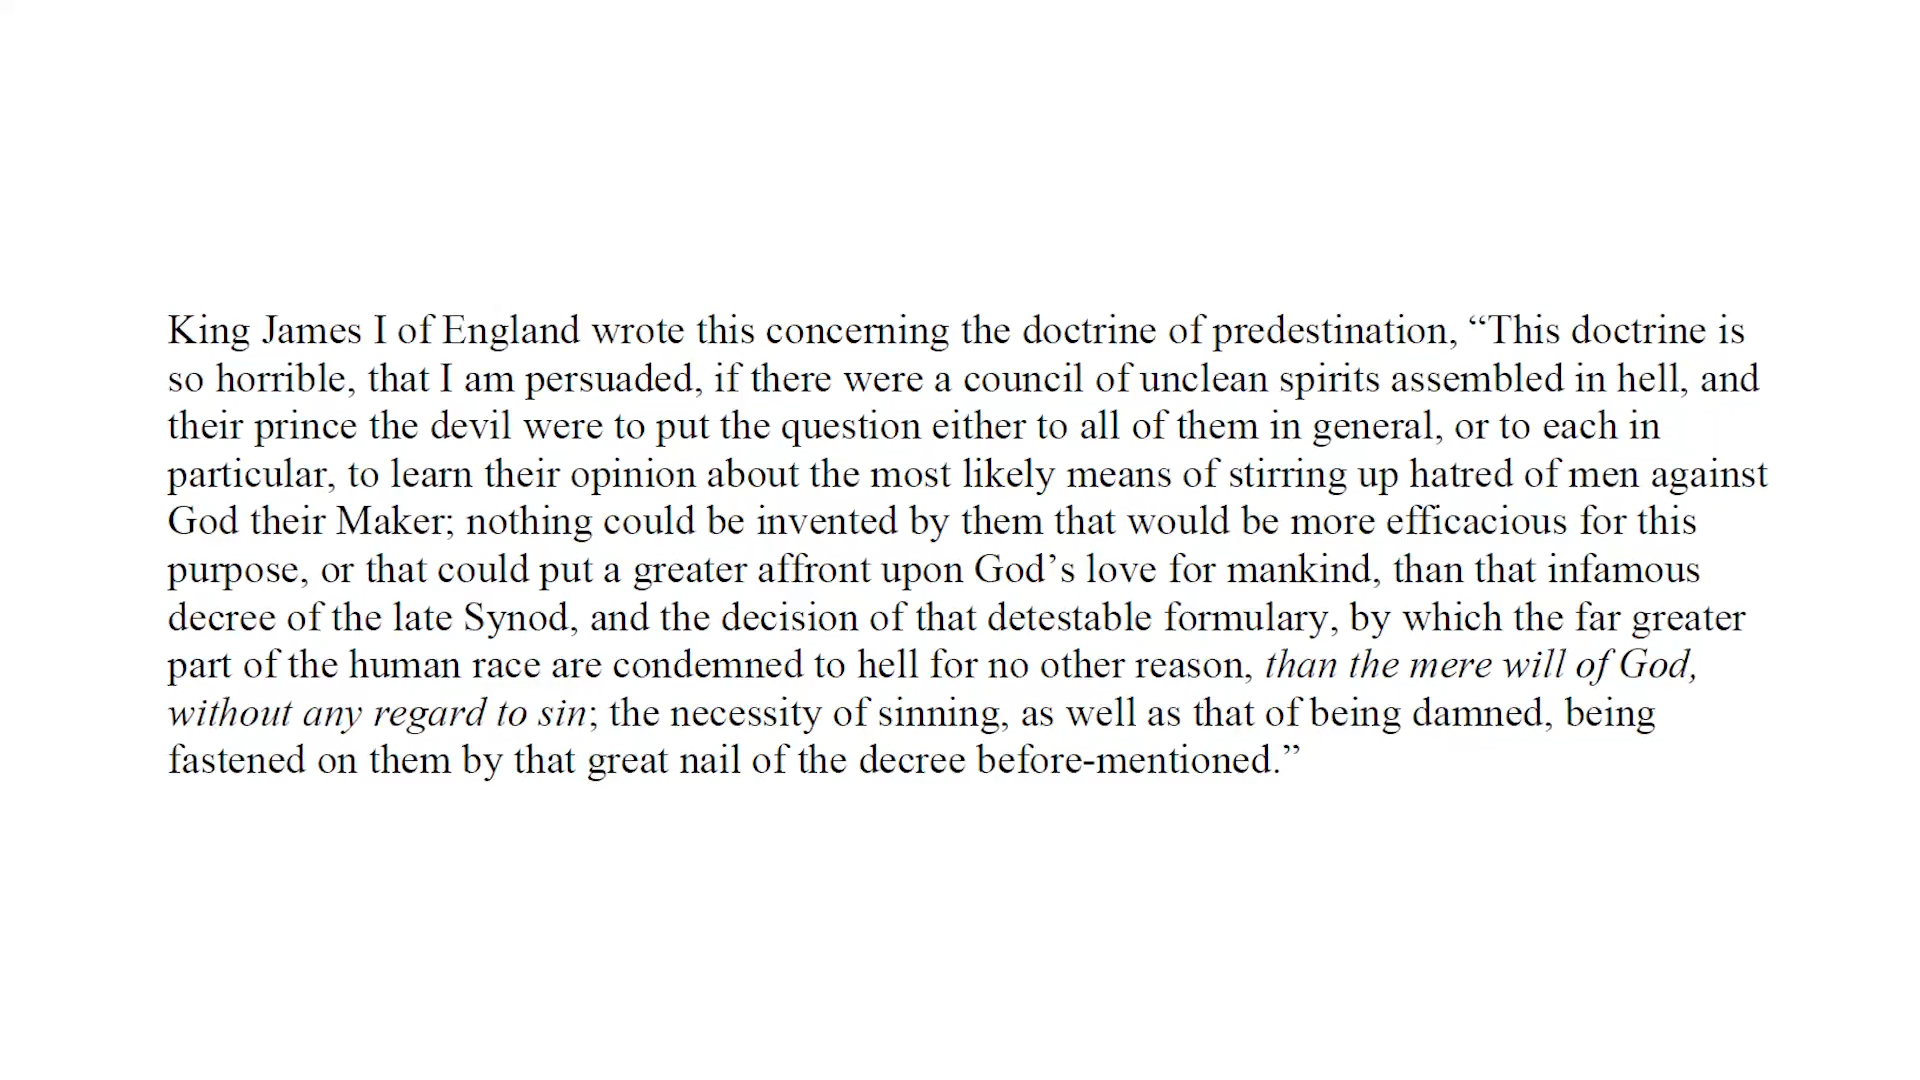 King James I of England wrote this concerning the doctrine of predestination, “This doctrine is
so horrible, that I am persuaded, if there were a council of unclean spirits assembled in hell, and
their prince the devil were to put the question either to all of them in general, or to each in
particular, to learn their opinion about the most likely means of stirring up hatred of men against
God their Maker; nothing could be invented by them that would be more efficacious for this
purpose, or that could put a greater affront upon God’s love for mankind, than that infamous
decree of the late Synod, and the decision of that detestable formulary, by which the far greater
part of the human race are condemned to hell for no other reason, than the mere will of God,
without any regard to sin; the necessity of sinning, as well as that of being damned, being
fastened on them by that great nail of the decree before-mentioned.”